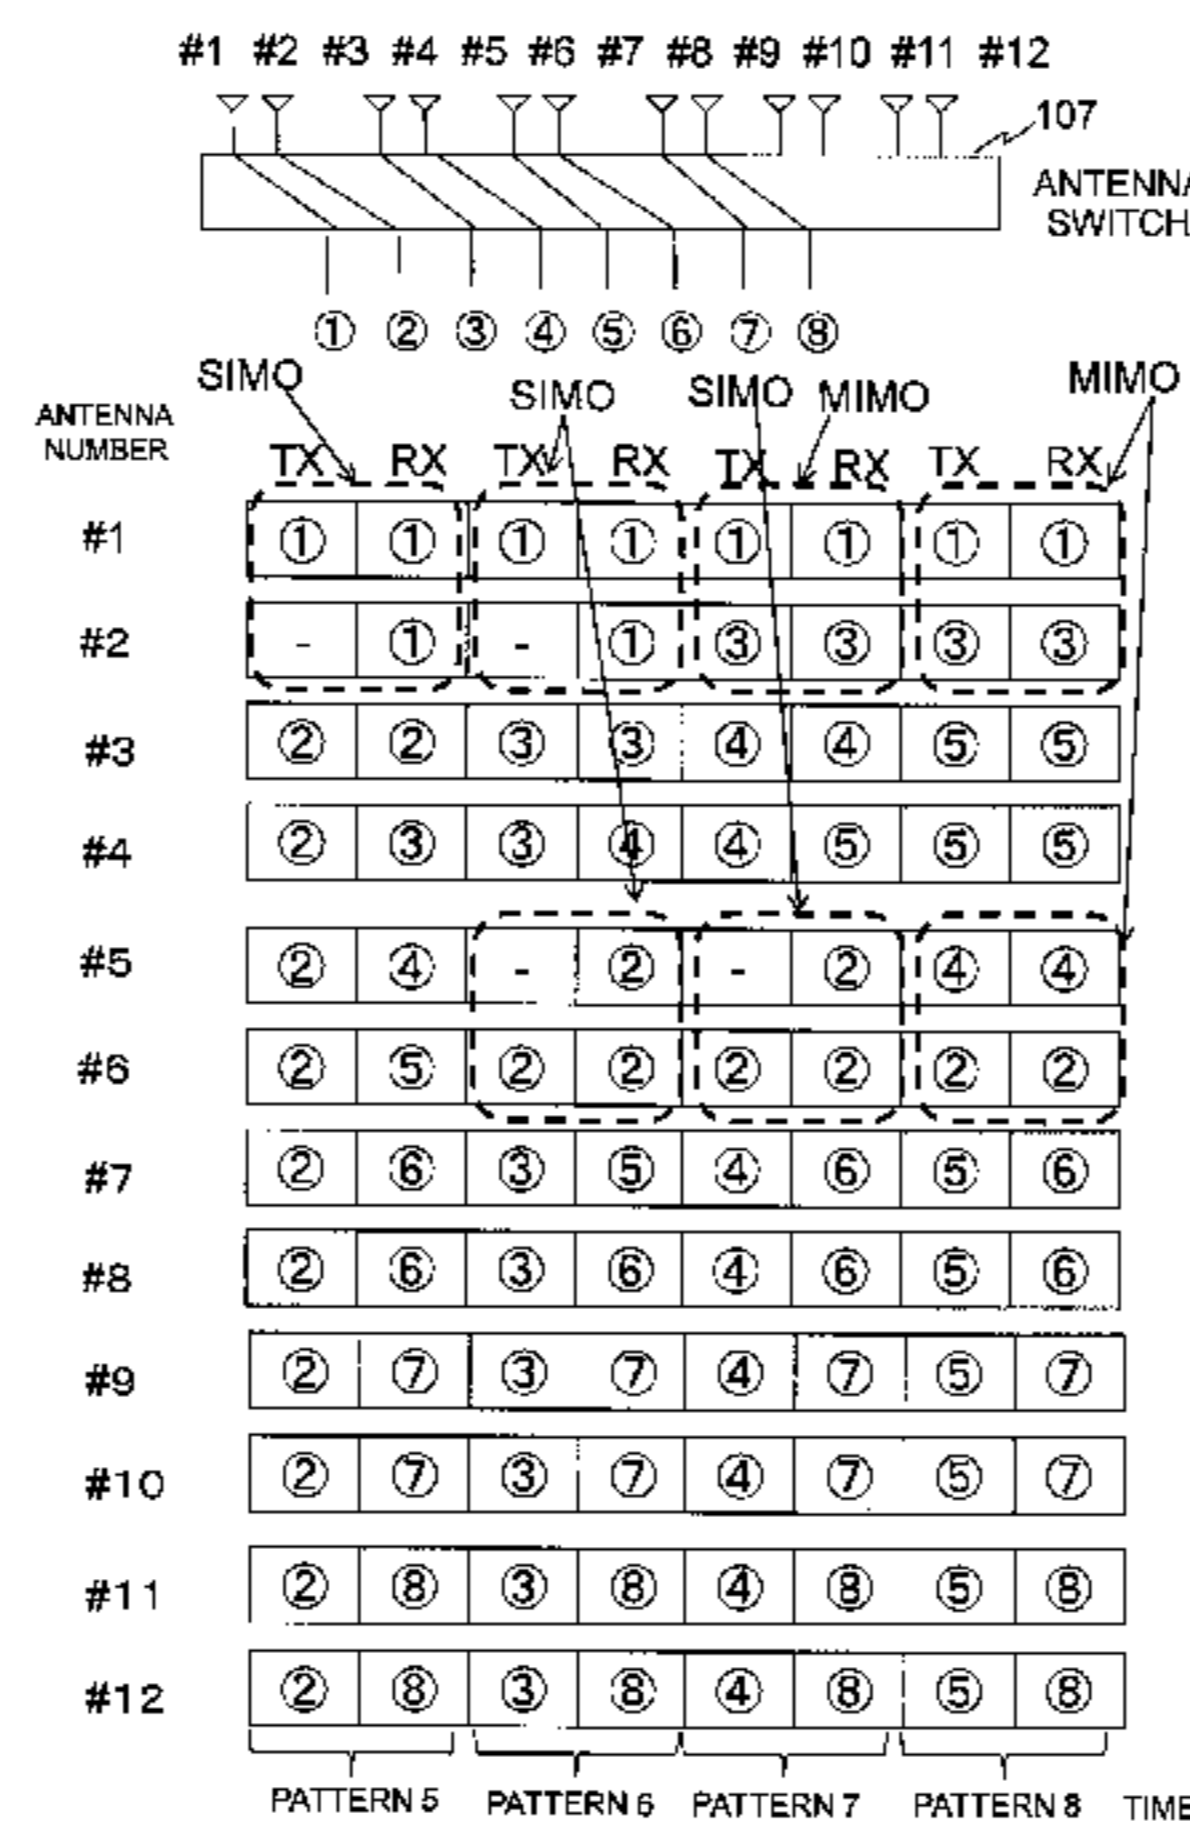 #1 #2 #3 #4 #5 #6 #7 #8 #9 #10 #11 #12
107
ANTENNA
SWITCH
① ② ③ ④ ⑤ ⑥ ⑦ ⑧
SIMO SIMO SIMO MIMO MIMO
ANTENNA
NUMBER
TX RX TX RX TX RX TX RX
#1 ① ① ① ① ① ① ① ①
#2 - ① - ① ③ ③ ③ ③
#3 ② ② ③ ③ ④ ④ ⑤ ⑤
#4 ② ③ ③ ④ ④ ⑤ ⑤ ⑤
#5 ② ④ - ② - ② ④ ④
#6 ② ⑤ ② ② ② ② ② ②
#7 ② ⑥ ③ ⑤ ④ ⑥ ⑤ ⑥
#8 ② ⑥ ③ ⑥ ④ ⑥ ⑤ ⑥
#9 ② ⑦ ③ ⑦ ④ ⑦ ⑤ ⑦
#10 ② ⑦ ③ ⑦ ④ ⑦ ⑤ ⑦
#11 ② ⑧ ③ ⑧ ④ ⑧ ⑤ ⑧
#12 ② ⑧ ③ ⑧ ④ ⑧ ⑤ ⑧
PATTERN 5 PATTERN 6 PATTERN 7 PATTERN 8 TIME